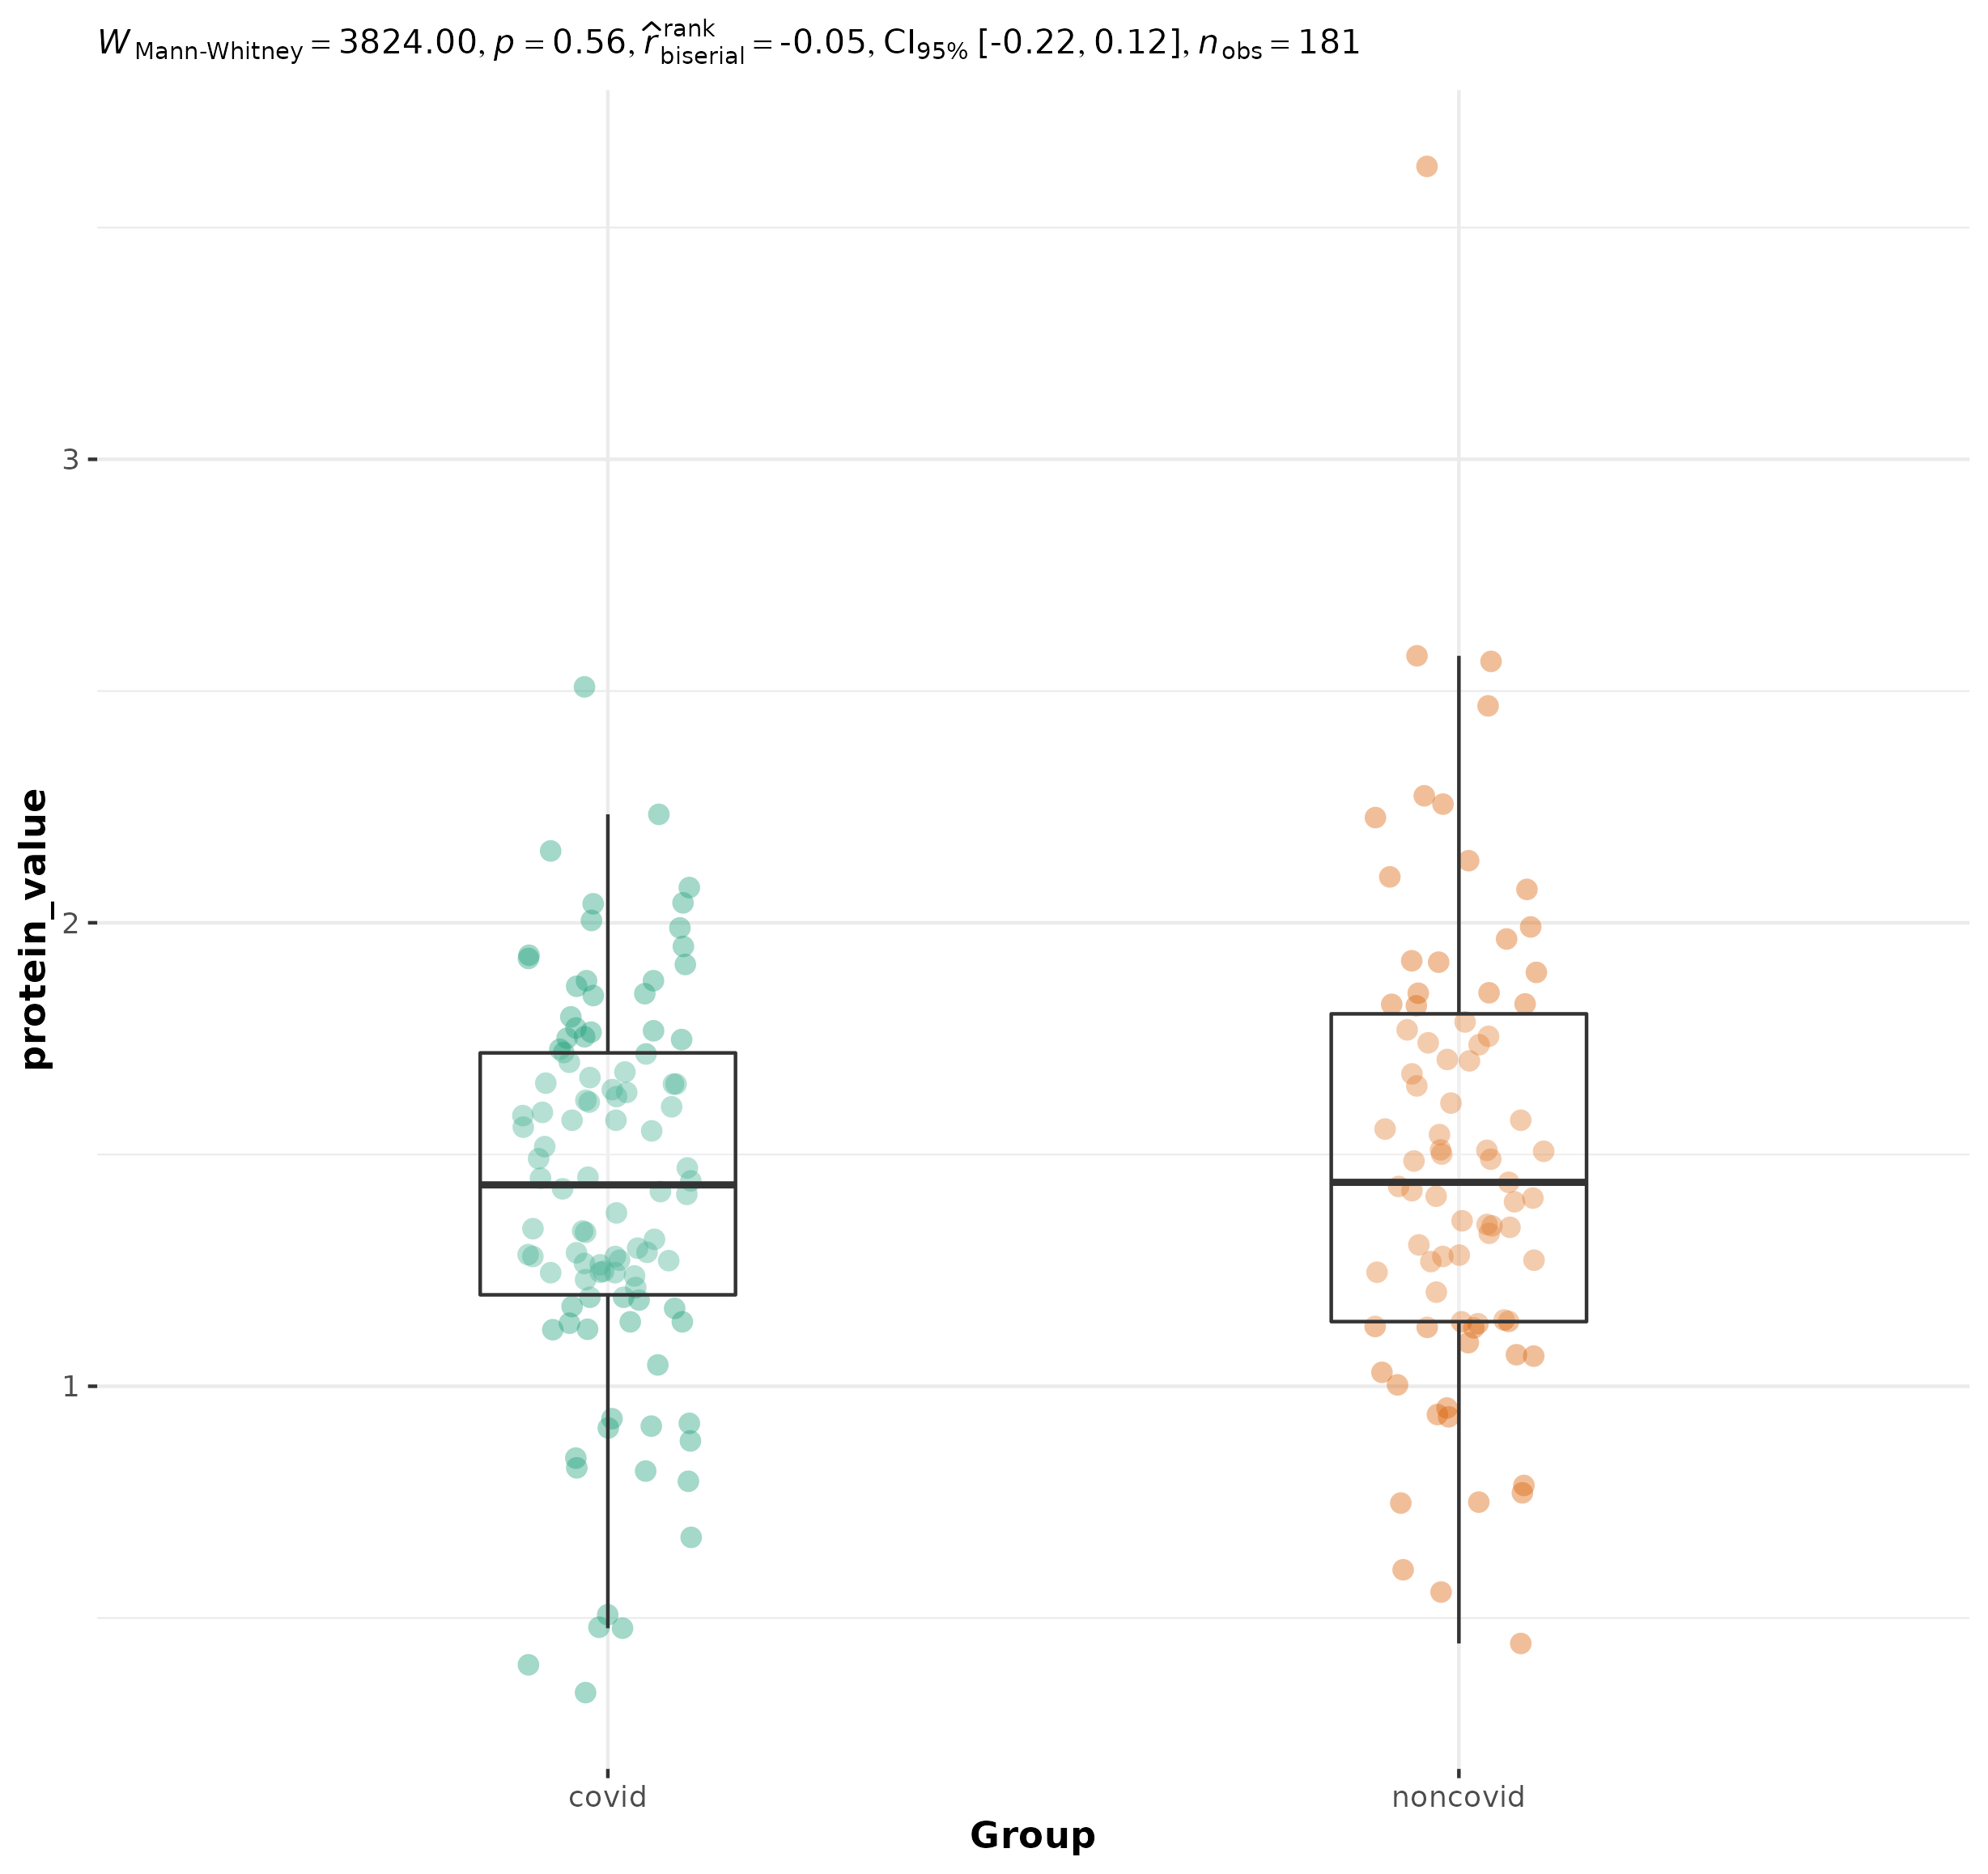 W Mann-Whitney = 3824.00, p = 0.56, r̂ rank biserial = -0.05, CI95% [-0.22, 0.12], nobs = 181
protein_value
3
2
1
covid noncovid
Group